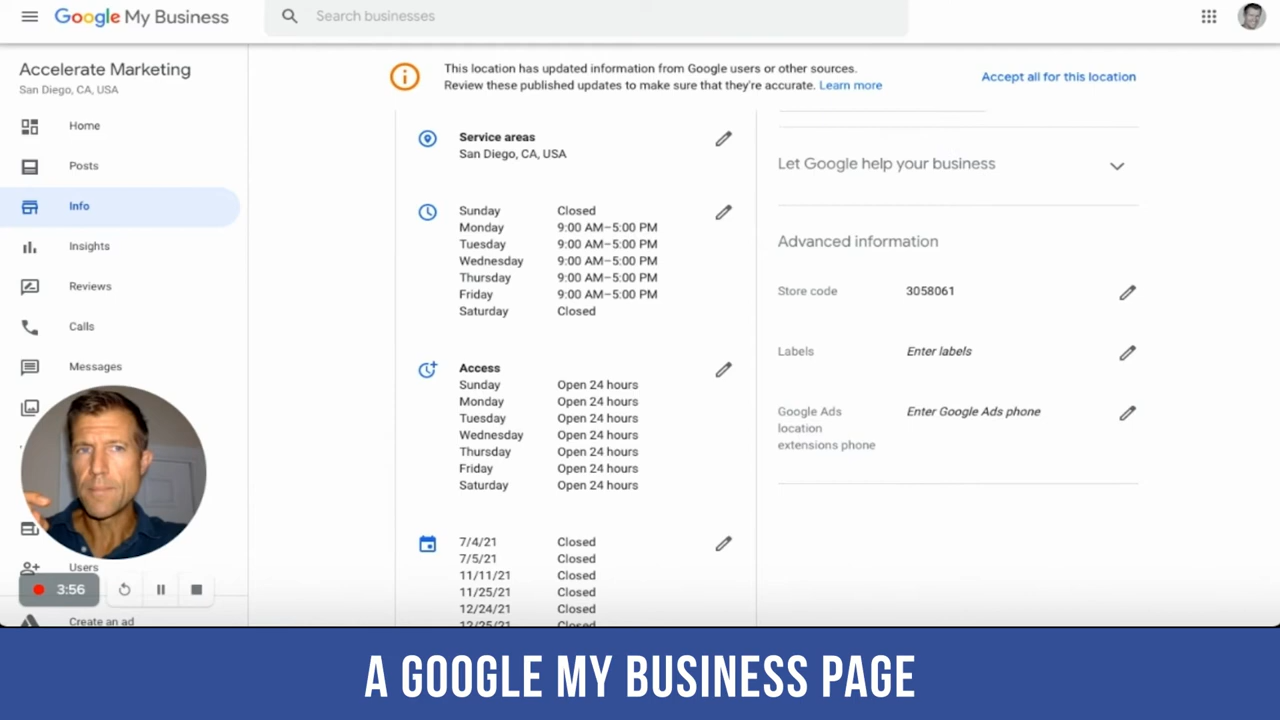 Google My Business
Search businesses
Accelerate Marketing
San Diego, CA, USA
Home
Posts
Info
Insights
Reviews
Calls
Messages
Users
Create an ad
3:56
This location has updated information from Google users or other sources.
Review these published updates to make sure that they're accurate. Learn more
Accept all for this location
Service areas
San Diego, CA, USA
Sunday Closed
Monday 9:00 AM–5:00 PM
Tuesday 9:00 AM–5:00 PM
Wednesday 9:00 AM–5:00 PM
Thursday 9:00 AM–5:00 PM
Friday 9:00 AM–5:00 PM
Saturday Closed
Access
Sunday Open 24 hours
Monday Open 24 hours
Tuesday Open 24 hours
Wednesday Open 24 hours
Thursday Open 24 hours
Friday Open 24 hours
Saturday Open 24 hours
7/4/21 Closed
7/5/21 Closed
11/11/21 Closed
11/25/21 Closed
12/24/21 Closed
12/25/21 Closed
Let Google help your business
Advanced information
Store code 3058061
Labels Enter labels
Google Ads Enter Google Ads phone
location
extensions phone
A GOOGLE MY BUSINESS PAGE